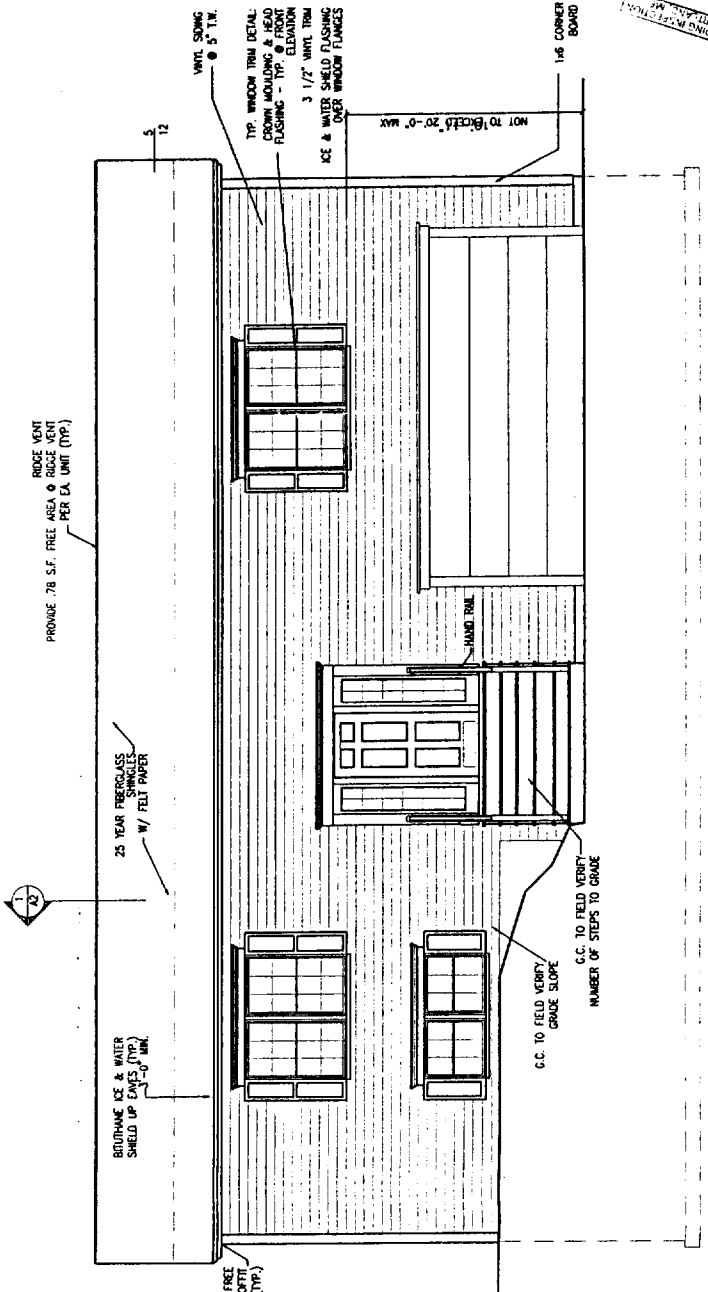 RIDGE VENT
PROVIDE .78 S.F. FREE AREA @ RIDGE VENT
PER EA. UNIT (TYP.)
1
A2
25 YEAR FIBERGLASS
SHINGLES
W/ FELT PAPER
BITUTHANE ICE & WATER
SHIELD UP EAVES (TYP.)
3'-0" MIN.
5
12
VINYL SIDING
@ 5" T.W.
TYP. WINDOW TRIM DETAIL:
CROWN MOULDING & HEAD
FLASHING - TYP. @ FRONT
ELEVATION
3 1/2" VINYL TRIM
ICE & WATER SHIELD FLASHING
OVER WINDOW FLANGES
NOT TO EXCEED 20'-0" MAX
1x6 CORNER
BOARD
HAND RAIL
G.C. TO FIELD VERIFY
NUMBER OF STEPS TO GRADE
G.C. TO FIELD VERIFY
GRADE SLOPE
FREE
(TYP.)